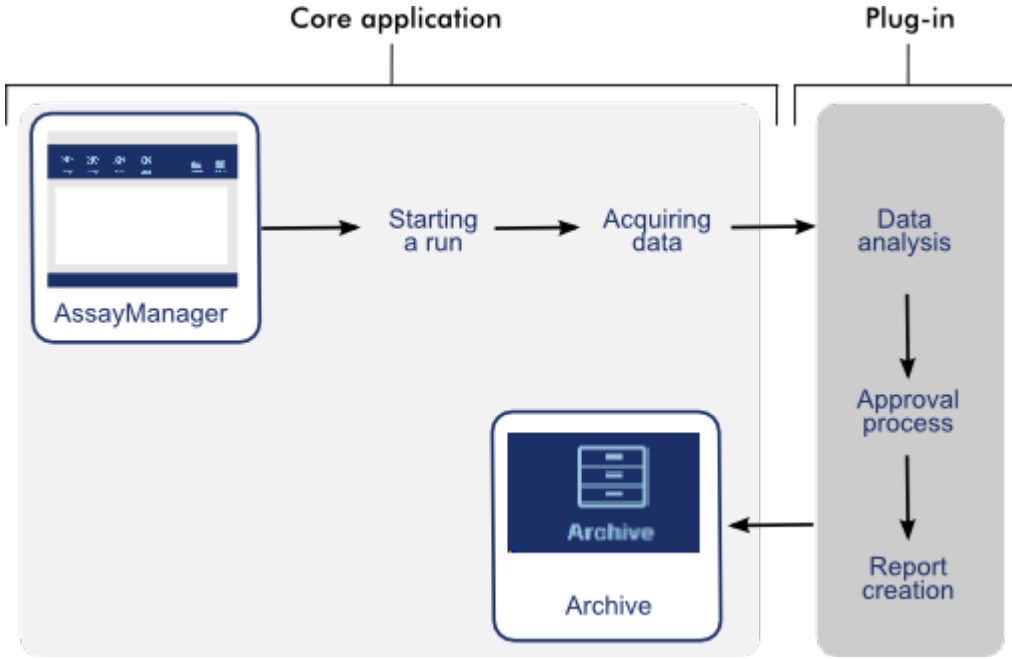 Core application
Plug-in
AssayManager
Starting
a run
Acquiring
data
Data
analysis
Approval
process
Archive
Archive
Report
creation